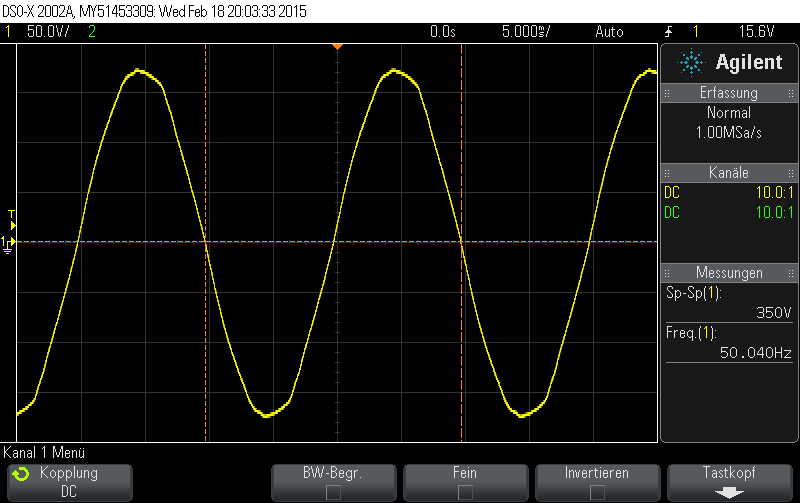 DSO-X 2002A, MY51453309: Wed Feb 18 20:03:33 2015
1 50.0V/ 2 0.0s 5.000ms/ Auto 1 15.6V
Agilent
Erfassung
Normal
1.00MSa/s
Kanäle
DC 10.0:1
DC 10.0:1
T
1
Messungen
Sp-Sp(1):
350V
Freq.(1):
50.040Hz
Kanal 1 Menü
Kopplung
DC
BW-Begr.
Fein
Invertieren
Tastkopf